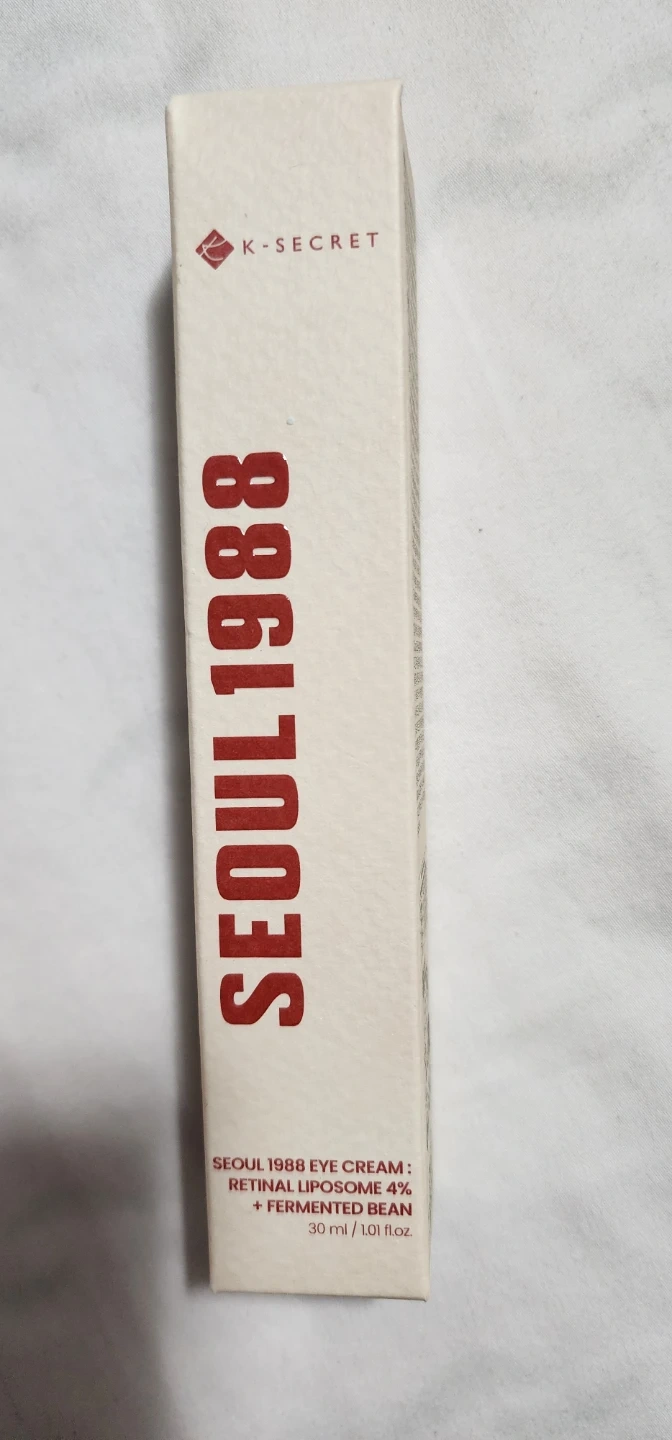 K-SECRET
SEOUL1988
SEOUL 1988 EYE CREAM :
RETINAL LIPOSOME 4%
+ FERMENTED BEAN
30 ml / 1.01 fl.oz.